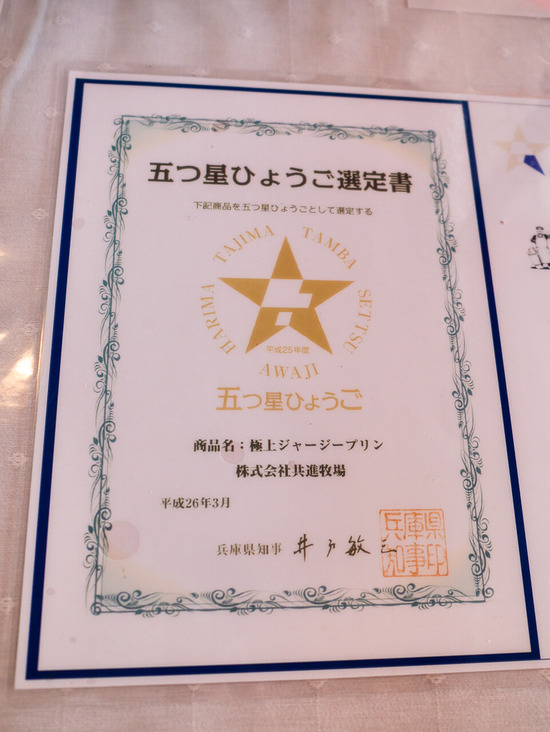 五つ星ひょうご選定書
下記商品を五つ星ひょうごとして選定する
HARIMA TAJIMA TAMBA SETTSU
平成25年度
AWAJI
五つ星ひょうご
商品名：極上ジャージープリン
株式会社共進牧場
平成26年3月
兵庫県知事 井戸敏三
兵庫県
知事印